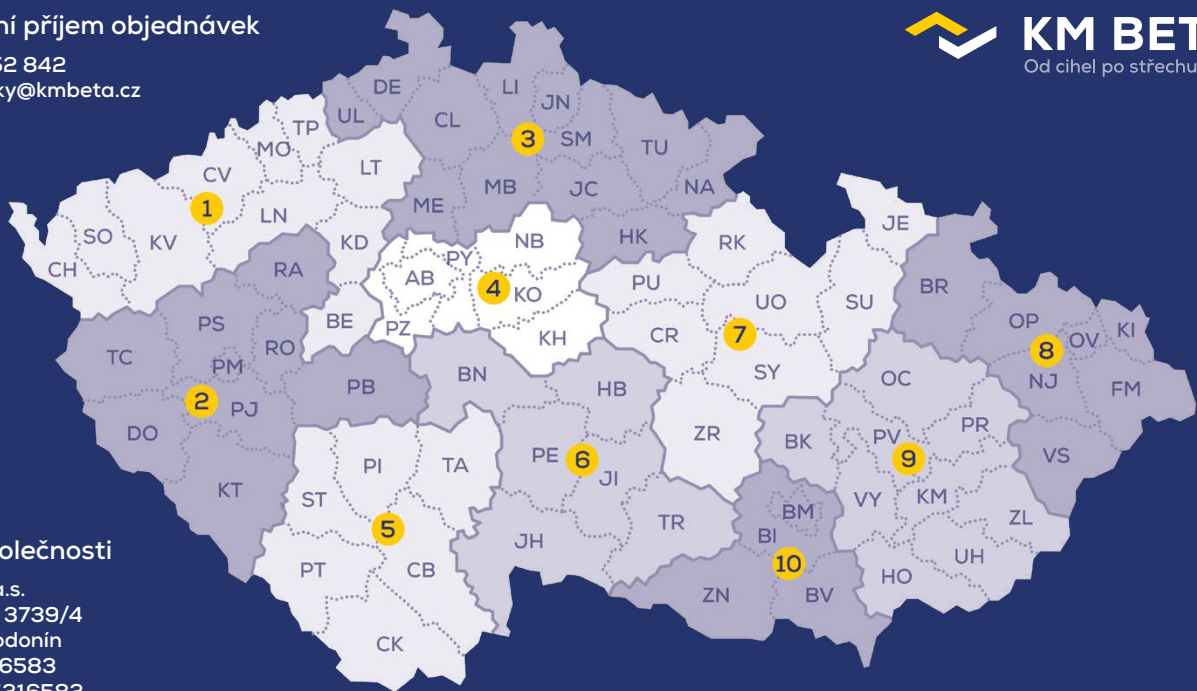 ní příjem objednávek
52 842
ky@kmbeta.cz
KM BET
Od cihel po střechu
DE
LI
UL
JN
CL
TP
SM
3
MO
TU
LT
CV
MB
JC
NA
1
LN
ME
JE
SO
KV
KD
NB
HK
RK
CH
PY
RA
AB
4
KO
PU
BR
UO
SU
PS
BE
PZ
KH
CR
7
OP
OV
KI
RO
8
TC
PM
BN
SY
OC
NJ
FM
PB
HB
2
PJ
DO
ZR
PR
PV
BK
PI
TA
PE
6
9
VS
JI
KT
ST
VY
KM
BM
ZL
5
TR
BI
JH
UH
PT
CB
10
HO
ZN
BV
CK
olečnosti
a.s.
3739/4
odonín
6583